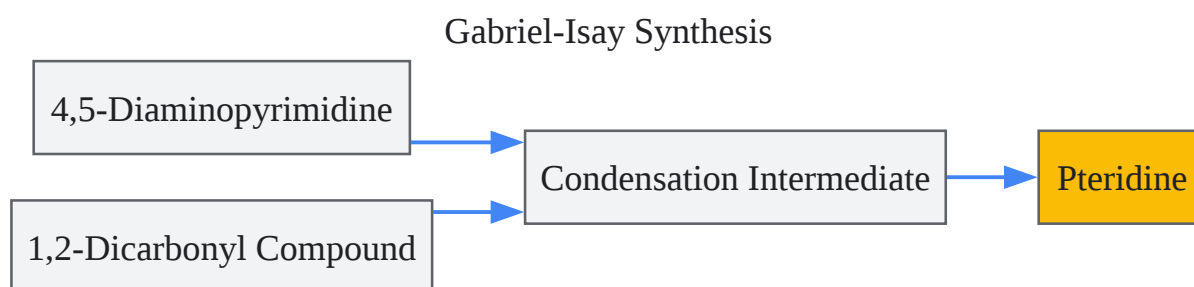 Gabriel-Isay Synthesis
4,5-Diaminopyrimidine
1,2-Dicarbonyl Compound
Condensation Intermediate
Pteridine